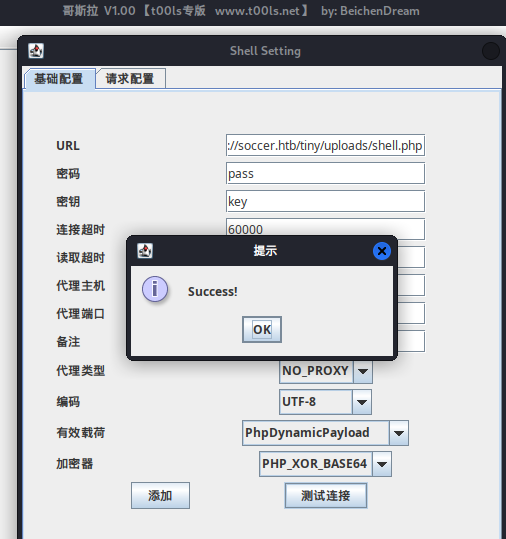 哥斯拉 V1.00 【t00ls专版 www.t00ls.net 】 by: BeichenDream
Shell Setting
基础配置 请求配置
URL ://soccer.htb/tiny/uploads/shell.php
密码 pass
密钥 key
连接超时 60000
提示
读取超时
代理主机
Success!
代理端口
OK
备注
代理类型 NO_PROXY
编码 UTF-8
有效载荷 PhpDynamicPayload
加密器 PHP_XOR_BASE64
添加 测试连接